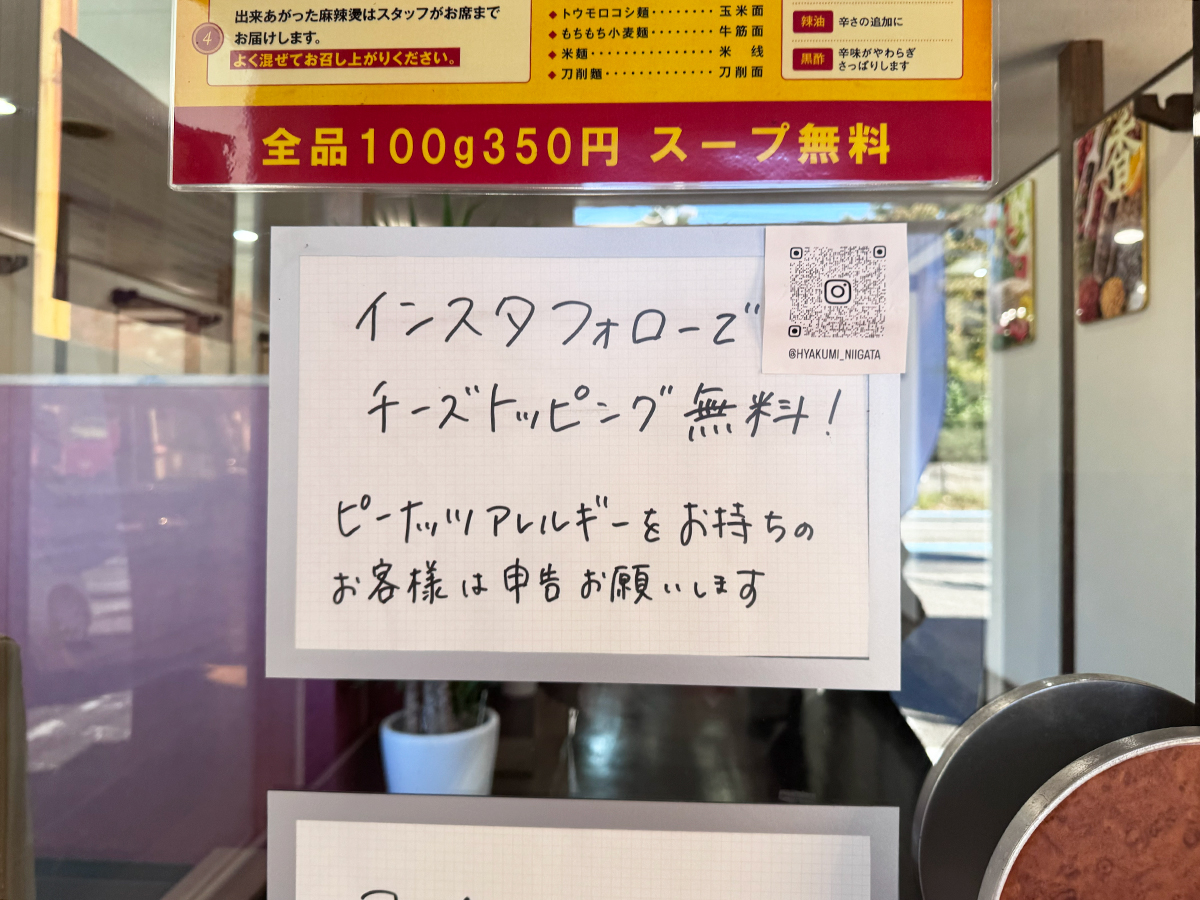 4
出来あがった麻辣燙はスタッフがお席まで
お届けします。
よく混ぜてお召し上がりください。
◆トウモロコシ麺・・・・・・・・玉米面
◆もちもち小麦麺・・・・・・・・牛筋面
◆米麺・・・・・・・・・・・・・米 线
◆刀削麺・・・・・・・・・・・・刀削面
辣油 辛さの追加に
黒酢 辛味がやわらぎ
さっぱりします
全品100g350円 スープ無料
インスタフォローで
チーズトッピング無料!
ピーナッツアレルギーをお持ちの
お客様は申告お願いします
@HYAKUMI_NIIGATA
香